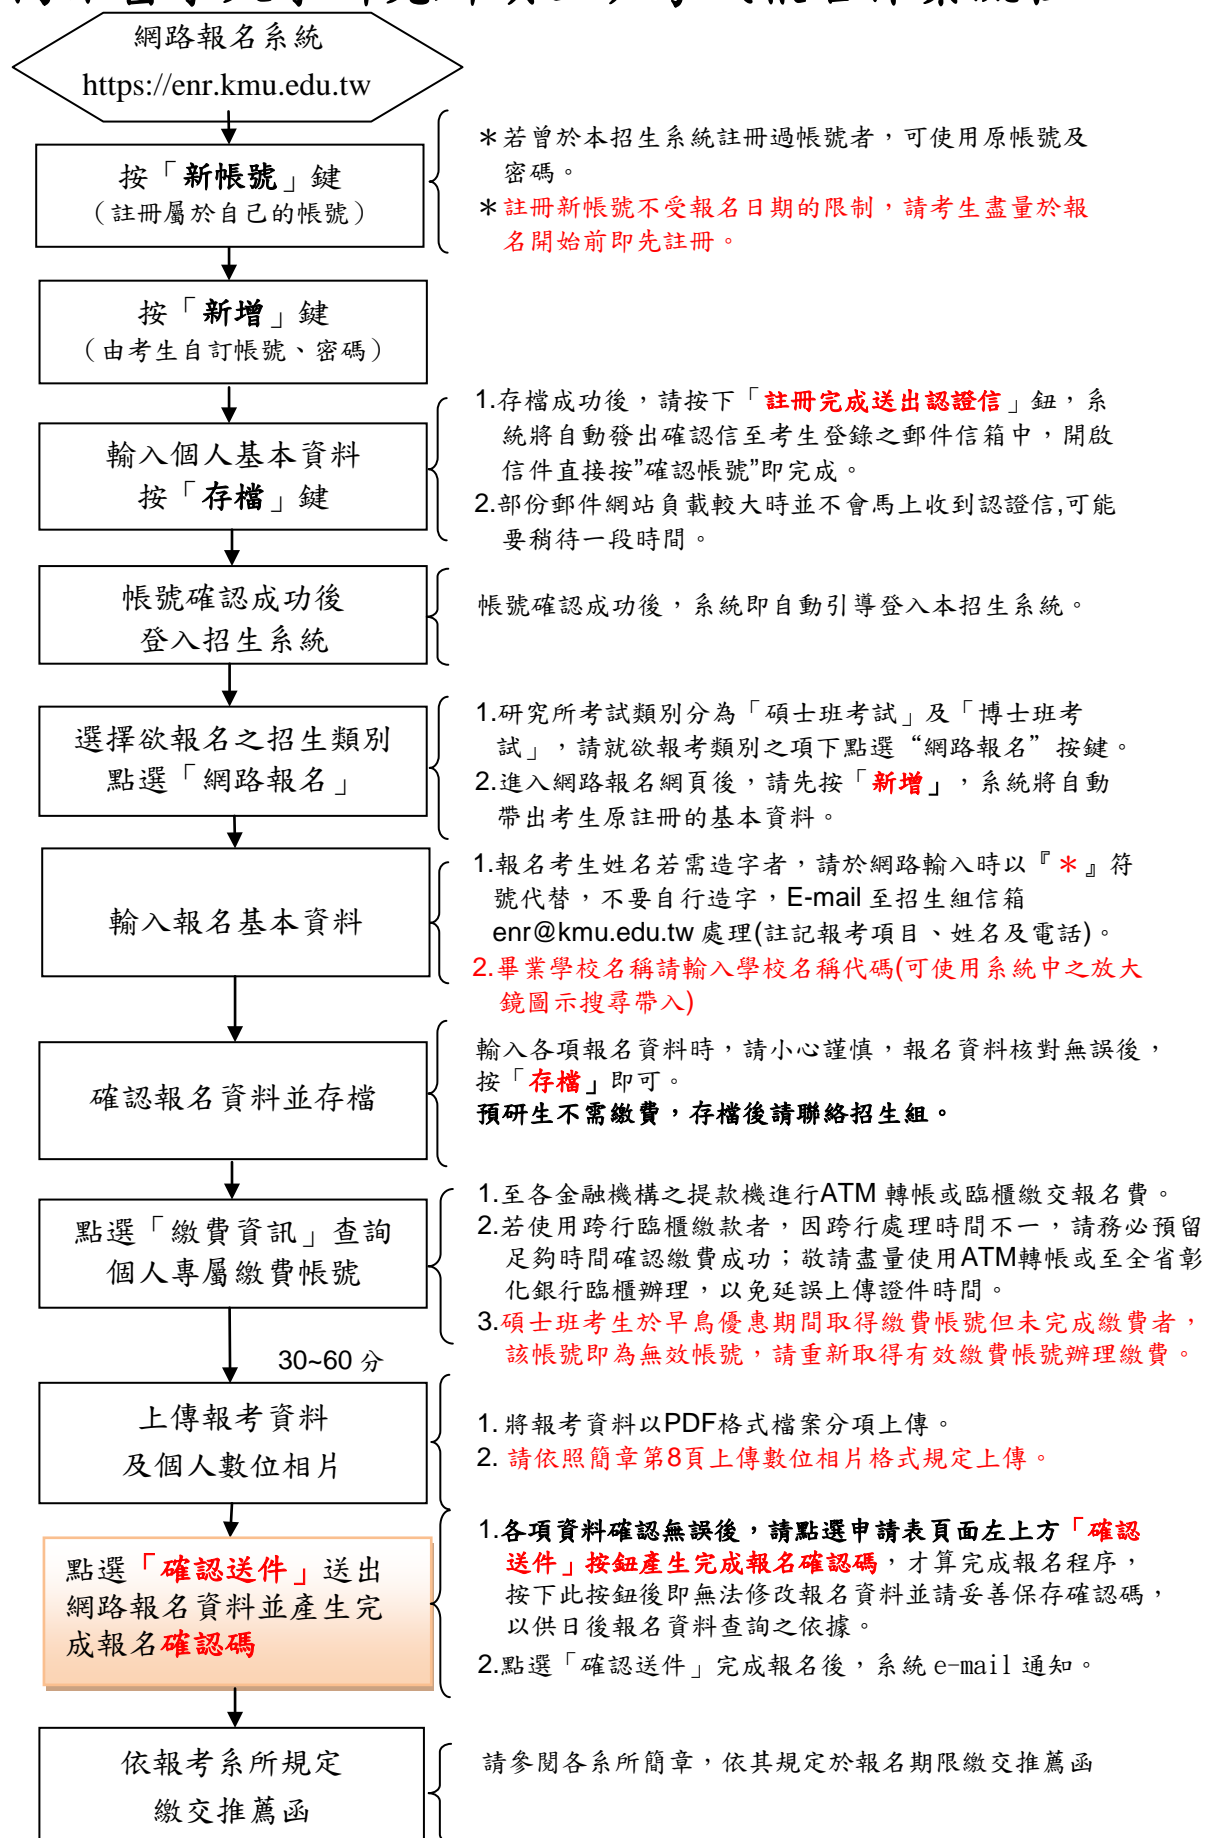 網路報名系統
https://enr.kmu.edu.tw
按「新帳號」鍵
（註冊屬於自己的帳號）
＊若曾於本招生系統註冊過帳號者，可使用原帳號及
密碼。
＊註冊新帳號不受報名日期的限制，請考生盡量於報
名開始前即先註冊。
按「新增」鍵
（由考生自訂帳號、密碼）
輸入個人基本資料
按「存檔」鍵
1.存檔成功後，請按下「註冊完成送出認證信」鈕，系
統將自動發出確認信至考生登錄之郵件信箱中，開啟
信件直接按”確認帳號”即完成。
2.部份郵件網站負載較大時並不會馬上收到認證信,可能
要稍待一段時間。
帳號確認成功後
登入招生系統
帳號確認成功後，系統即自動引導登入本招生系統。
選擇欲報名之招生類別
點選「網路報名」
1.研究所考試類別分為「碩士班考試」及「博士班考
試」，請就欲報考類別之項下點選“網路報名”按鍵。
2.進入網路報名網頁後，請先按「新增」，系統將自動
帶出考生原註冊的基本資料。
輸入報名基本資料
1.報名考生姓名若需造字者，請於網路輸入時以『＊』符
號代替，不要自行造字，E-mail 至招生組信箱
enr@kmu.edu.tw 處理(註記報考項目、姓名及電話)。
2.畢業學校名稱請輸入學校名稱代碼(可使用系統中之放大
鏡圖示搜尋帶入)
確認報名資料並存檔
輸入各項報名資料時，請小心謹慎，報名資料核對無誤後，
按「存檔」即可。
預研生不需繳費，存檔後請聯絡招生組。
點選「繳費資訊」查詢
個人專屬繳費帳號
1.至各金融機構之提款機進行ATM 轉帳或臨櫃繳交報名費。
2.若使用跨行臨櫃繳款者，因跨行處理時間不一，請務必預留
足夠時間確認繳費成功；敬請盡量使用ATM轉帳或至全省彰
化銀行臨櫃辦理，以免延誤上傳證件時間。
3.碩士班考生於早鳥優惠期間取得繳費帳號但未完成繳費者，
該帳號即為無效帳號，請重新取得有效繳費帳號辦理繳費。
30~60 分
上傳報考資料
及個人數位相片
1. 將報考資料以PDF格式檔案分項上傳。
2. 請依照簡章第8頁上傳數位相片格式規定上傳。
點選「確認送件」送出
網路報名資料並產生完
成報名確認碼
1.各項資料確認無誤後，請點選申請表頁面左上方「確認
送件」按鈕產生完成報名確認碼，才算完成報名程序，
按下此按鈕後即無法修改報名資料並請妥善保存確認碼，
以供日後報名資料查詢之依據。
2.點選「確認送件」完成報名後，系統 e-mail 通知。
依報考系所規定
繳交推薦函
請參閱各系所簡章，依其規定於報名期限繳交推薦函